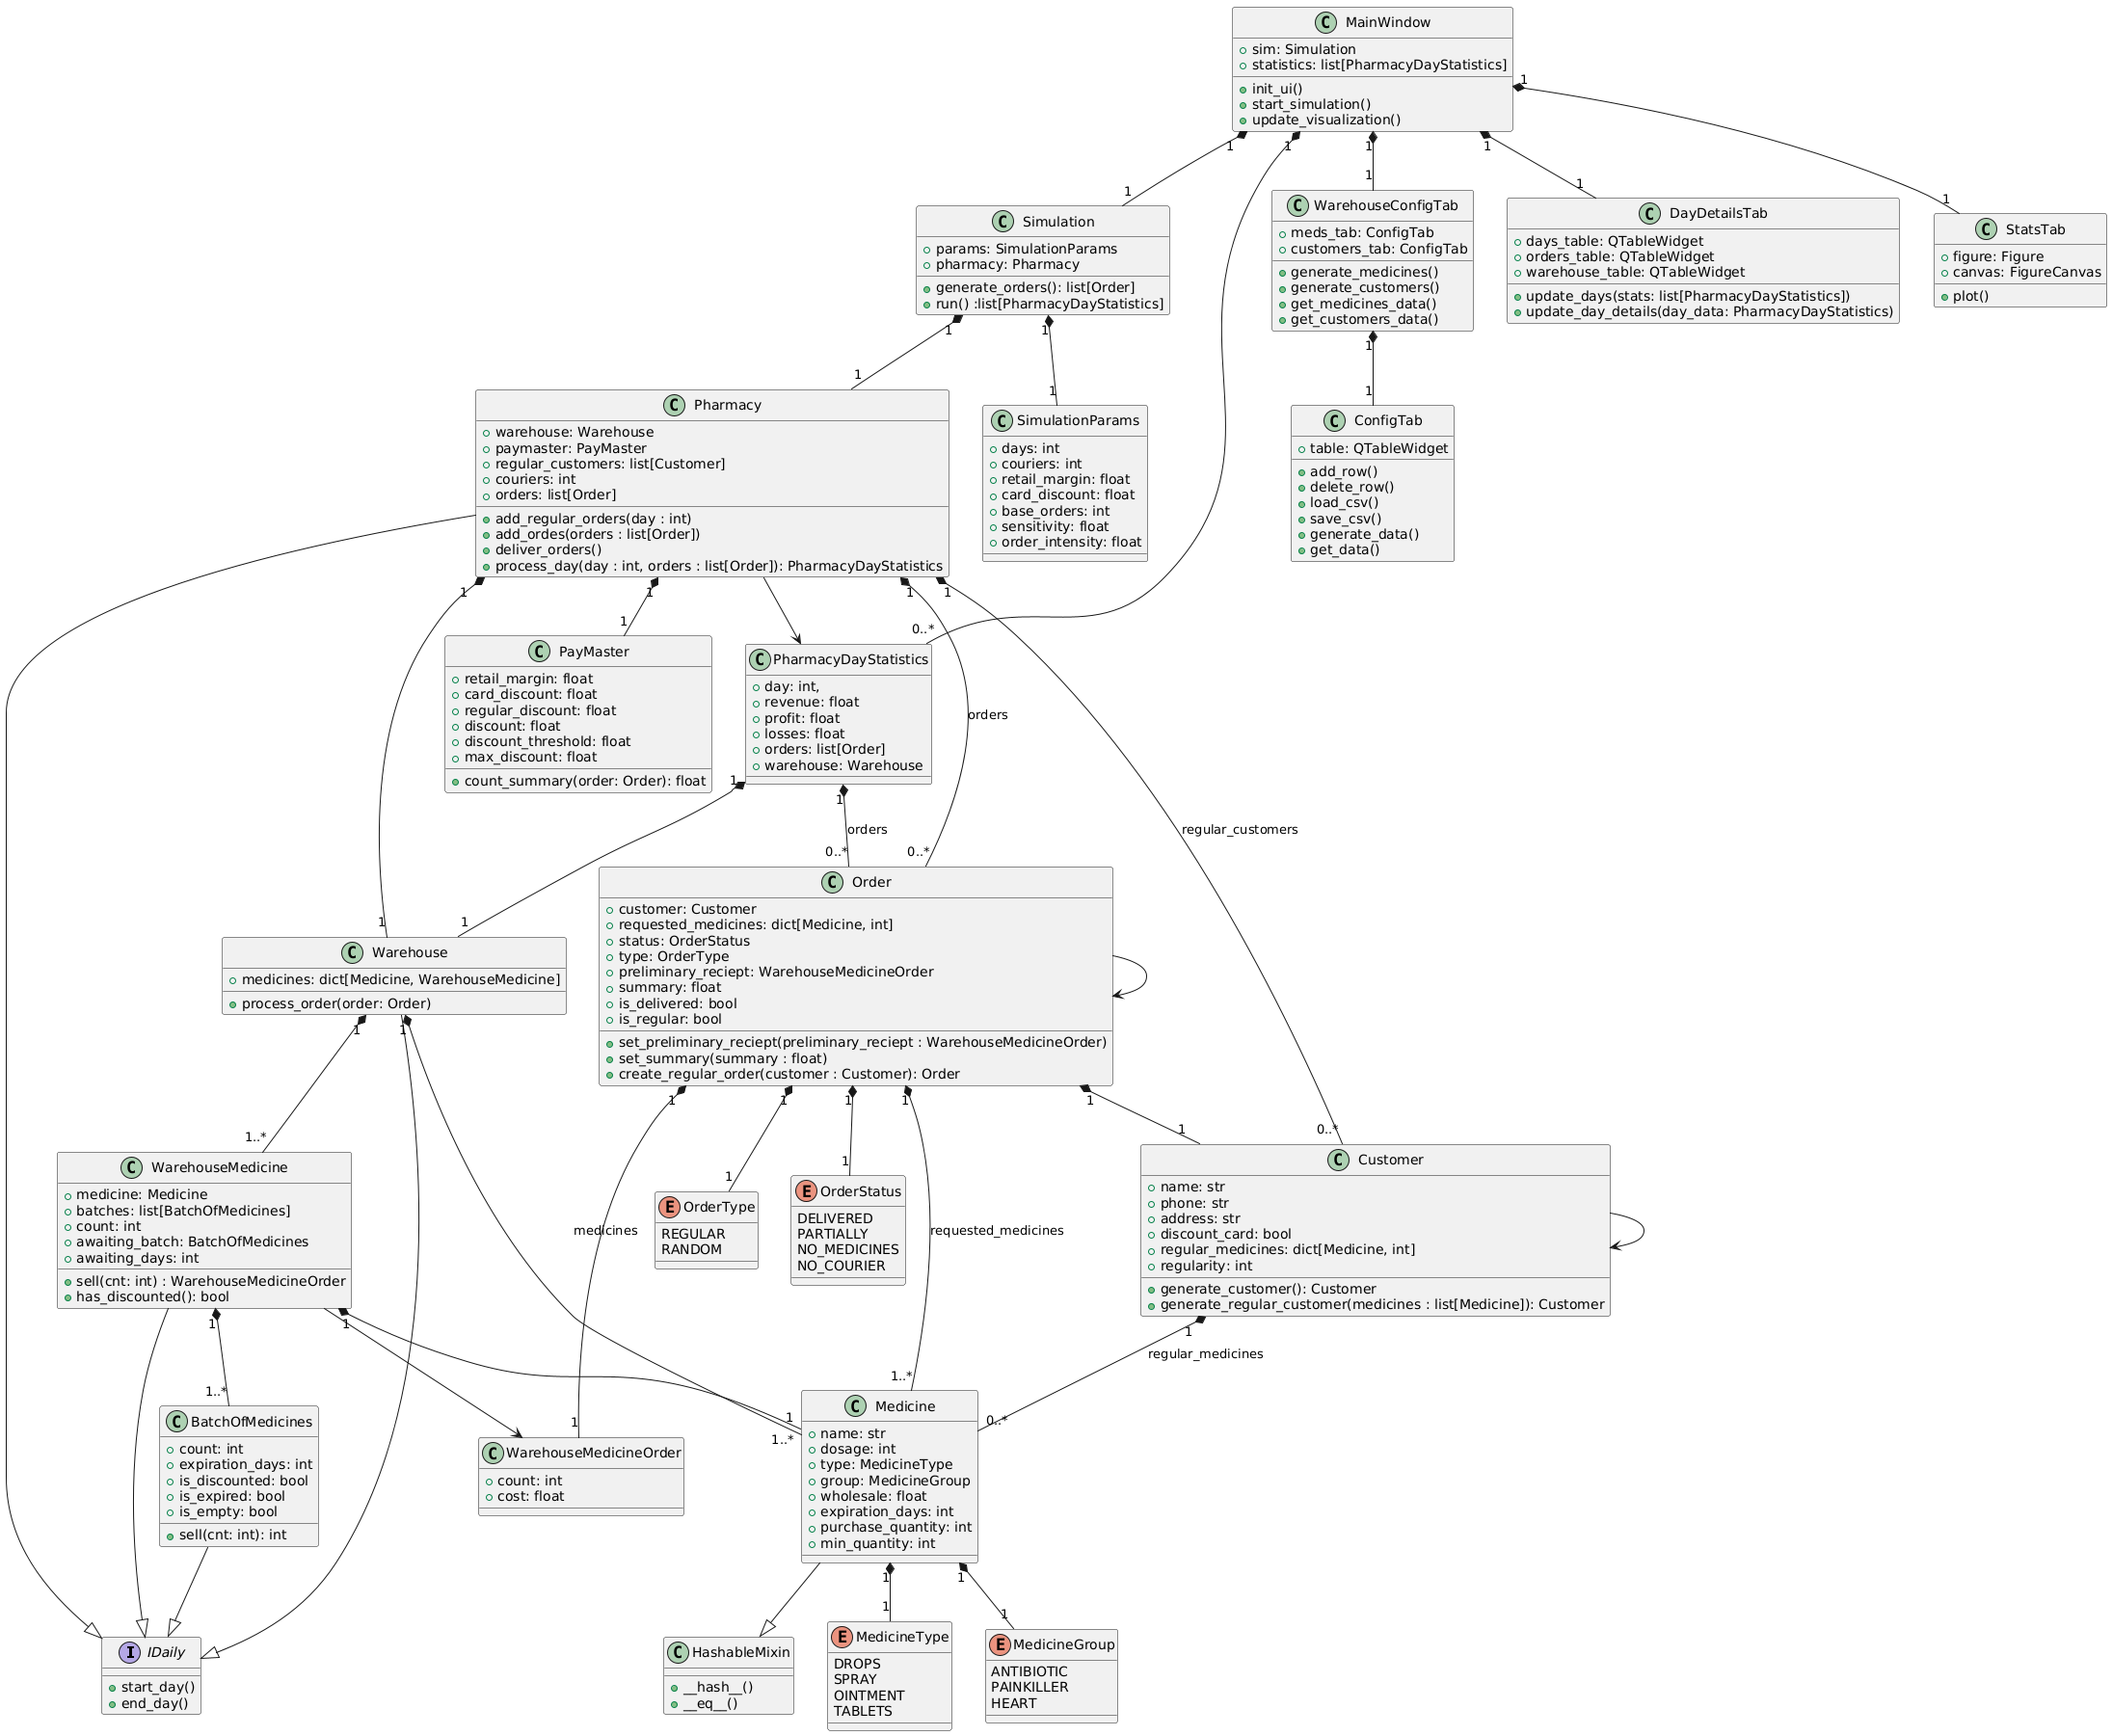 C MainWindow
sim: Simulation
statistics: list[PharmacyDayStatistics]
init_ui()
start_simulation()
update_visualization()
1
1
1
1
1
1
1
1
1
C Simulation
params: SimulationParams
pharmacy: Pharmacy
generate_orders(): list[Order]
run() :list[PharmacyDayStatistics]
C WarehouseConfigTab
meds_tab: ConfigTab
customers_tab: ConfigTab
generate_medicines()
generate_customers()
get_medicines_data()
get_customers_data()
C DayDetailsTab
days_table: QTableWidget
orders_table: QTableWidget
warehouse_table: QTableWidget
update_days(stats: list[PharmacyDayStatistics])
update_day_details(day_data: PharmacyDayStatistics)
C StatsTab
figure: Figure
canvas: FigureCanvas
plot()
1
1
1
1
1
1
C Pharmacy
warehouse: Warehouse
paymaster: PayMaster
regular_customers: list[Customer]
couriers: int
orders: list[Order]
add_regular_orders(day : int)
add_ordes(orders : list[Order])
deliver_orders()
process_day(day : int, orders : list[Order]): PharmacyDayStatistics
C SimulationParams
days: int
couriers: int
retail_margin: float
card_discount: float
base_orders: int
sensitivity: float
order_intensity: float
C ConfigTab
table: QTableWidget
add_row()
delete_row()
load_csv()
save_csv()
generate_data()
get_data()
1
1
1
1
1
0..*
C PayMaster
retail_margin: float
card_discount: float
regular_discount: float
discount: float
discount_threshold: float
max_discount: float
count_summary(order: Order): float
C PharmacyDayStatistics
day: int,
revenue: float
profit: float
losses: float
orders: list[Order]
warehouse: Warehouse
orders
1
1
orders
regular_customers
0..*
0..*
1
1
C Order
customer: Customer
requested_medicines: dict[Medicine, int]
status: OrderStatus
type: OrderType
preliminary_reciept: WarehouseMedicineOrder
summary: float
is_delivered: bool
is_regular: bool
set_preliminary_reciept(preliminary_reciept : WarehouseMedicineOrder)
set_summary(summary : float)
create_regular_order(customer : Customer): Order
C Warehouse
medicines: dict[Medicine, WarehouseMedicine]
process_order(order: Order)
1
1
1
1
1
1
1
1..*
1
1
1
0..*
C WarehouseMedicine
medicine: Medicine
batches: list[BatchOfMedicines]
count: int
awaiting_batch: BatchOfMedicines
awaiting_days: int
sell(cnt: int) : WarehouseMedicineOrder
has_discounted(): bool
medicines
E OrderType
REGULAR
RANDOM
E OrderStatus
DELIVERED
PARTIALLY
NO_MEDICINES
NO_COURIER
requested_medicines
C Customer
name: str
phone: str
address: str
discount_card: bool
regular_medicines: dict[Medicine, int]
regularity: int
generate_customer(): Customer
generate_regular_customer(medicines : list[Medicine]): Customer
1
1
1
regular_medicines
1..*
1
1
1..*
1..*
0..*
C BatchOfMedicines
count: int
expiration_days: int
is_discounted: bool
is_expired: bool
is_empty: bool
sell(cnt: int): int
C WarehouseMedicineOrder
count: int
cost: float
C Medicine
name: str
dosage: int
type: MedicineType
group: MedicineGroup
wholesale: float
expiration_days: int
purchase_quantity: int
min_quantity: int
1
1
1
1
I IDaily
start_day()
end_day()
C HashableMixin
__hash__()
__eq__()
E MedicineType
DROPS
SPRAY
OINTMENT
TABLETS
E MedicineGroup
ANTIBIOTIC
PAINKILLER
HEART